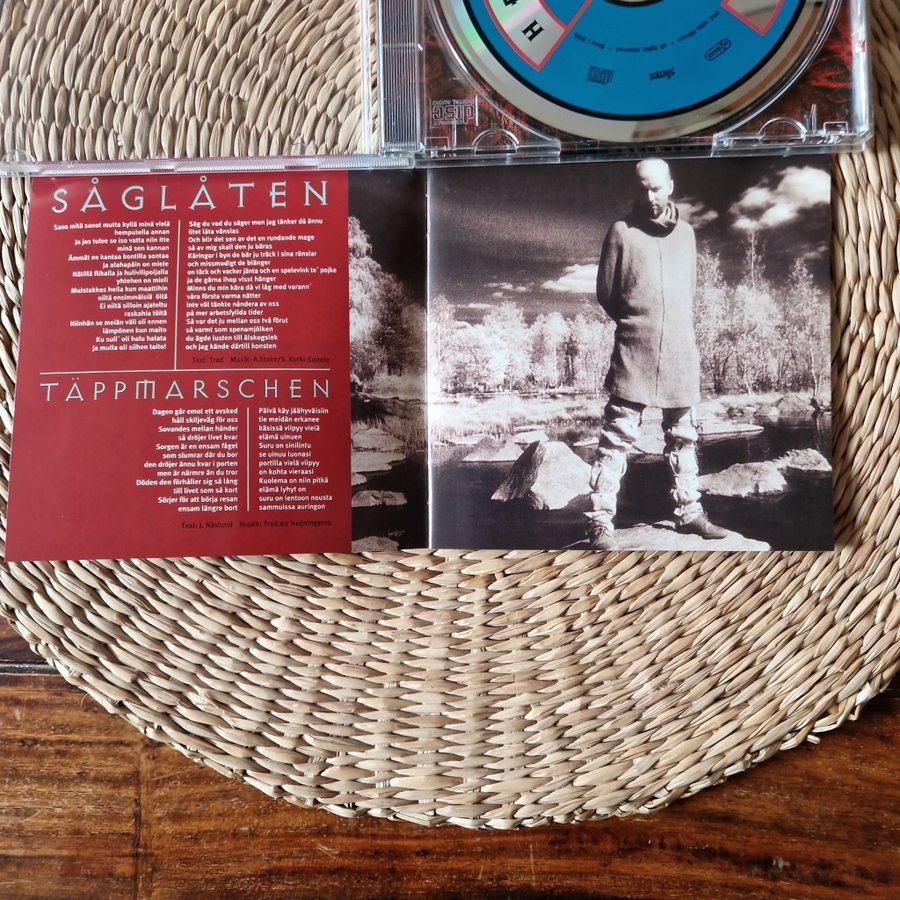 H
silence
DIGITAL AUDIO
SÅGLÅTEN
Sano mitä sanot mutta kyllä minä vielä
hemputella annan
Ja jos tulee se iso vatta niin itte
minä sen kannan
Ämmät ne kantaa kontilla sontaa
ja alahapäin on miele
Nätillä flikalla ja hulivilipoljalla
yhtehen on mieli
Muistakkos heila kun maattihin
niitä ensimmäisiä öitä
Ei niitä silloin ajateltu
raskahia töitä
Niinhän se meiän väli oli ennen
lämpönen kun maito
Ku sull´ oli halu halata
ja mulla oli siihen taito!
Säg du vad du säger men jag tänker då ännu
litet låta vänslas
Och blir det sen av det en rundande mage
så av mig skall den ju bäras
Käringar i byn de bär ju träck i sina ränslar
och missmodigt de blänger
en täck och vacker jänta och en spelevink te´ pojke
ja de gärna ihop visst hänger
Minns du min kära då vi låg med varann´
våra första varma nätter
inte väl tänkte nåndera av oss
på mer arbetsfyllda tider
Så var det ju mellan oss två förut
så varmt som spenamjölken
du ägde lusten till älskogslek
och jag kände därtill konsten
Text: Trad Musik: A.Stake/S. Kurki-Suonio
TÄPPMARSCHEN
Dagen går emot ett avsked
håll skiljeväg för oss
Sovandes mellan händer
så dröjer livet kvar
Sorgen är en ensam fågel
som slumrar där du bor
den dröjer ännu kvar i porten
men är närmre än du tror
Döden den förhåller sig så lång
till livet som så kort
Sörjer för att börja resan
ensam längre bort
Päivä käy jäähyväisiin
tie meidän erkanee
käsissä viipyy vielä
elämä uinuen
Suru on sinilintu
se uinuu luonasi
portilla vielä viipyy
on kohta vieraasi
Kuolema on niin pitkä
elämä lyhyt on
suru on lentoon nousta
sammuissa auringon
Text: J. Näslund Musik: Trad.arr Hedningarna